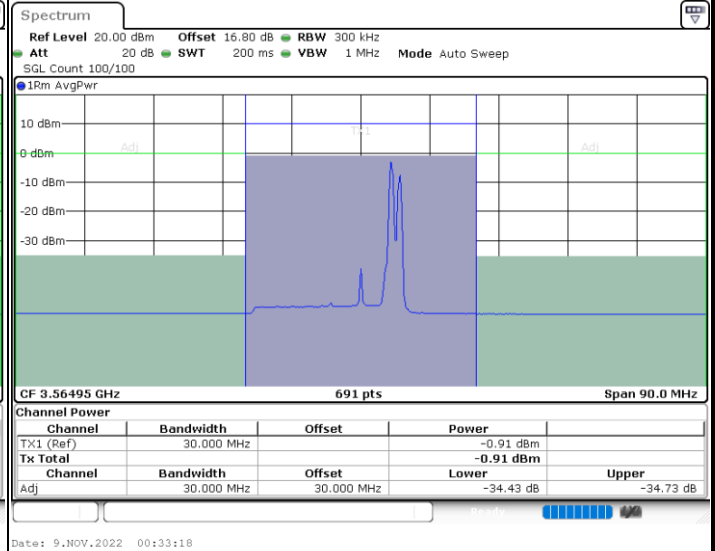 Spectrum
Ref Level 20.00 dBm Offset 16.80 dB RBW 300 kHz
Att 20 dB SWT 200 ms VBW 1 MHz Mode Auto Sweep
SGL Count 100/100
1Rm AvgPwr
10 dBm
TX1
Adj Adj
0 dBm
-10 dBm
-20 dBm
-30 dBm
CF 3.56495 GHz 691 pts Span 90.0 MHz
Channel Power
Channel Bandwidth Offset Power
TX1 (Ref) 30.000 MHz -0.91 dBm
Tx Total -0.91 dBm
Channel Bandwidth Offset Lower Upper
Adj 30.000 MHz 30.000 MHz -34.43 dB -34.73 dB
Ready
Date: 9.NOV.2022 00:33:18